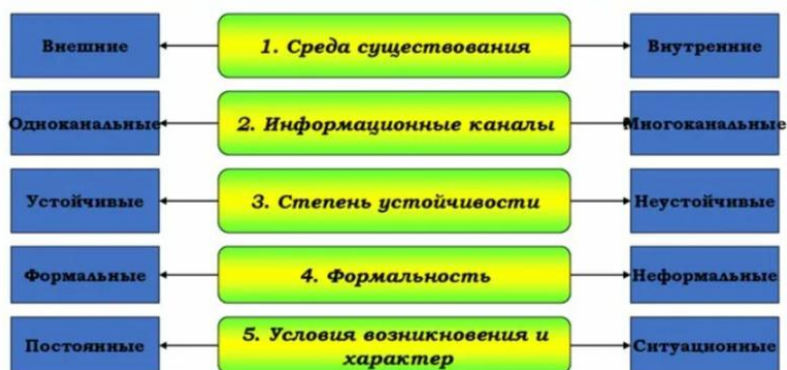 Внешние
1. Среда существования
Внутренние
Одноканальные
2. Информационные каналы
Многоканальные
Устойчивые
3. Степень устойчивости
Неустойчивые
Формальные
4. Формальность
Неформальные
Постоянные
5. Условия возникновения и
характер
Ситуационные